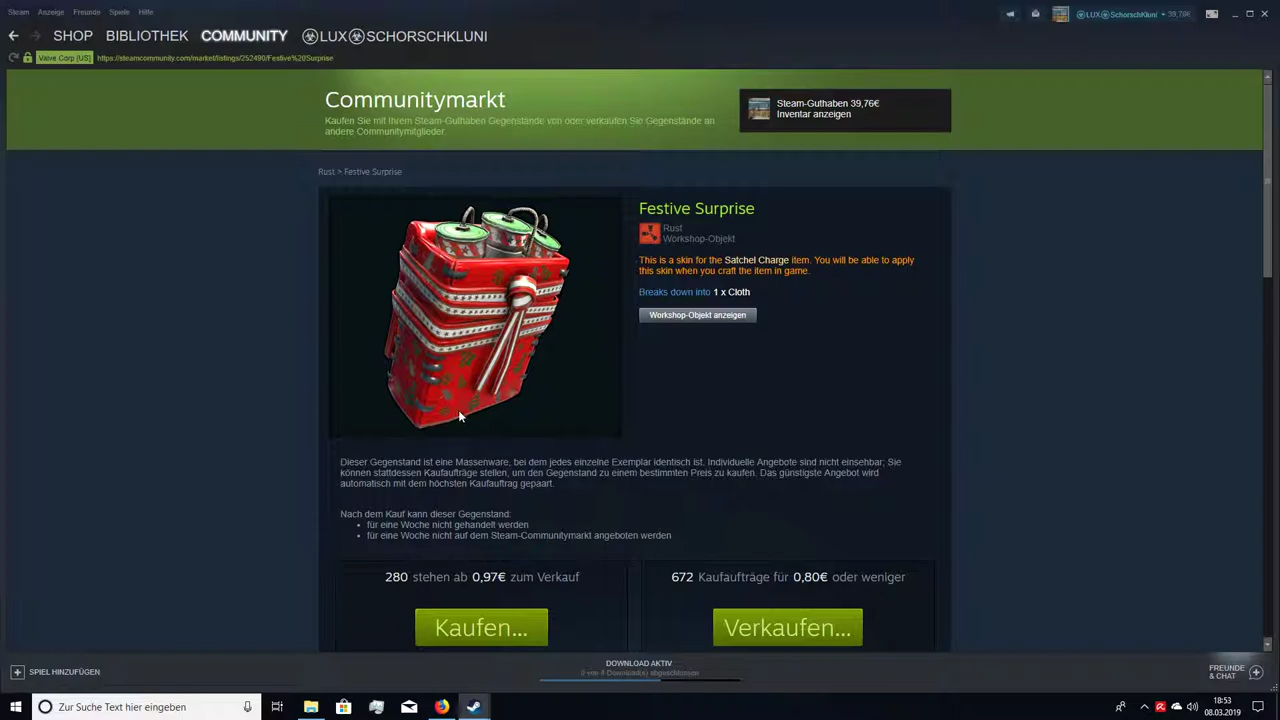 Steam Anzeige Freunde Spiele Hilfe
LUX SchorschKluni 39,76€
SHOP BIBLIOTHEK COMMUNITY LUX SCHORSCHKLUNI
Valve Corp [US] https://steamcommunity.com/market/listings/252490/Festive%20Surprise
Communitymarkt
Kaufen Sie mit Ihrem Steam-Guthaben Gegenstände von oder verkaufen Sie Gegenstände an
andere Communitymitglieder.
Steam-Guthaben 39,76€
Inventar anzeigen
Rust > Festive Surprise
Festive Surprise
Rust
Workshop-Objekt
This is a skin for the Satchel Charge item. You will be able to apply
this skin when you craft the item in game.
Breaks down into 1 x Cloth
Workshop-Objekt anzeigen
Dieser Gegenstand ist eine Massenware, bei dem jedes einzelne Exemplar identisch ist. Individuelle Angebote sind nicht einsehbar; Sie
können stattdessen Kaufaufträge stellen, um den Gegenstand zu einem bestimmten Preis zu kaufen. Das günstigste Angebot wird
automatisch mit dem höchsten Kaufauftrag gepaart.
Nach dem Kauf kann dieser Gegenstand:
• für eine Woche nicht gehandelt werden
• für eine Woche nicht auf dem Steam-Communitymarkt angeboten werden
280 stehen ab 0,97€ zum Verkauf
672 Kaufaufträge für 0,80€ oder weniger
Kaufen...
Verkaufen...
SPIEL HINZUFÜGEN
DOWNLOAD AKTIV
Download(s) abgeschlossen
FREUNDE
& CHAT
Zur Suche Text hier eingeben
18:53
08.03.2019